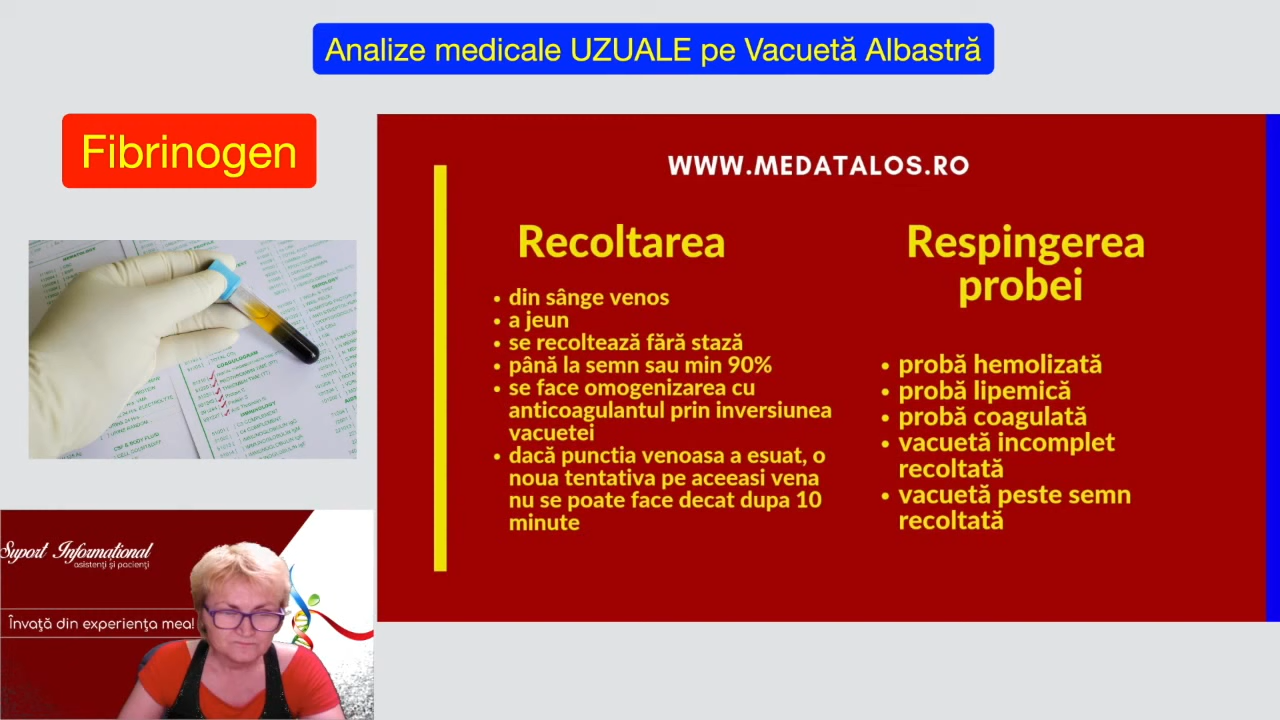 Analize medicale UZUALE pe Vacuetă Albastră
Fibrinogen
WWW.MEDATALOS.RO
Recoltarea
• din sânge venos
• a jeun
• se recoltează fără stază
• până la semn sau min 90%
• se face omogenizarea cu
anticoagulantul prin inversiunea
vacuetei
• dacă punctia venoasa a esuat, o
noua tentativa pe aceeasi vena
nu se poate face decat dupa 10
minute
Respingerea
probei
• probă hemolizată
• probă lipemică
• probă coagulată
• vacuetă incomplet
recoltată
• vacuetă peste semn
recoltată
HEMATOLOGY
COAGULOGRAM
Suport Informațional
asistenți și pacienți
Învață din experiența mea!